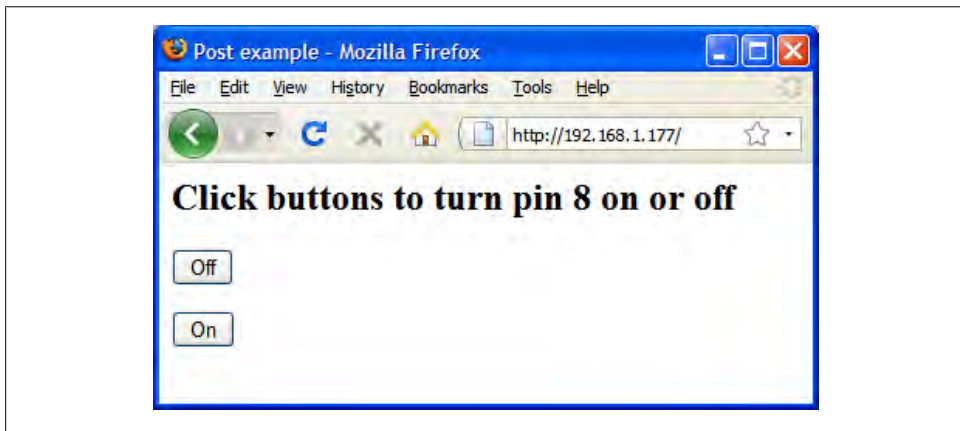 Post example - Mozilla Firefox
File Edit View History Bookmarks Tools Help
http://192.168.1.177/
Click buttons to turn pin 8 on or off
Off
On